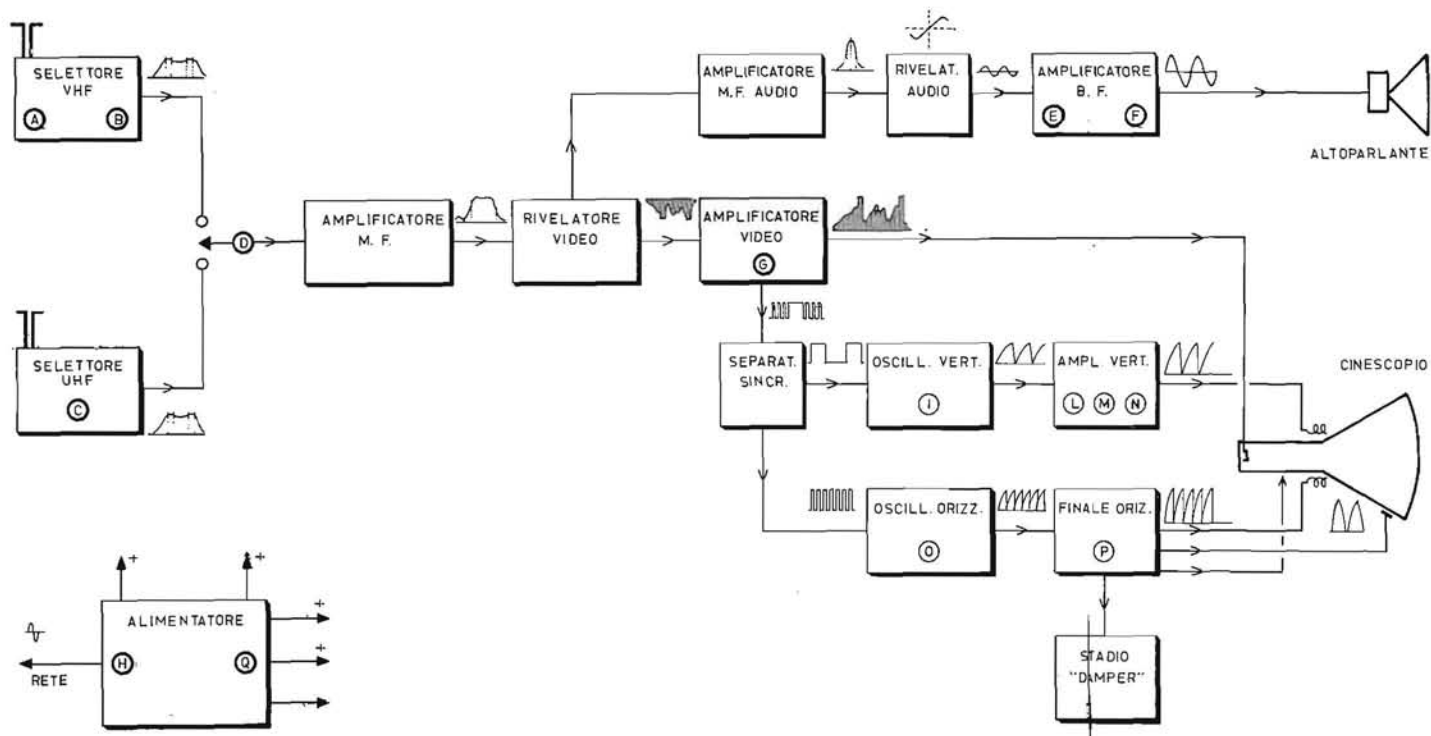 SELETTORE
VHF
A
B
AMPLIFICATORE
M.F. AUDIO
RIVELAT.
AUDIO
AMPLIFICATORE
B. F.
E
F
ALTOPARLANTE
D
AMPLIFICATORE
M. F.
RIVELATORE
VIDEO
AMPLIFICATORE
VIDEO
G
SELETTORE
UHF
C
SEPARAT.
SINCR.
OSCILL. VERT.
I
AMPL. VERT.
L
M
N
CINESCOPIO
OSCILL. ORIZZ.
O
FINALE ORIZ.
P
+
+
ALIMENTATORE
H
Q
+
+
RETE
STADIO
"DAMPER"